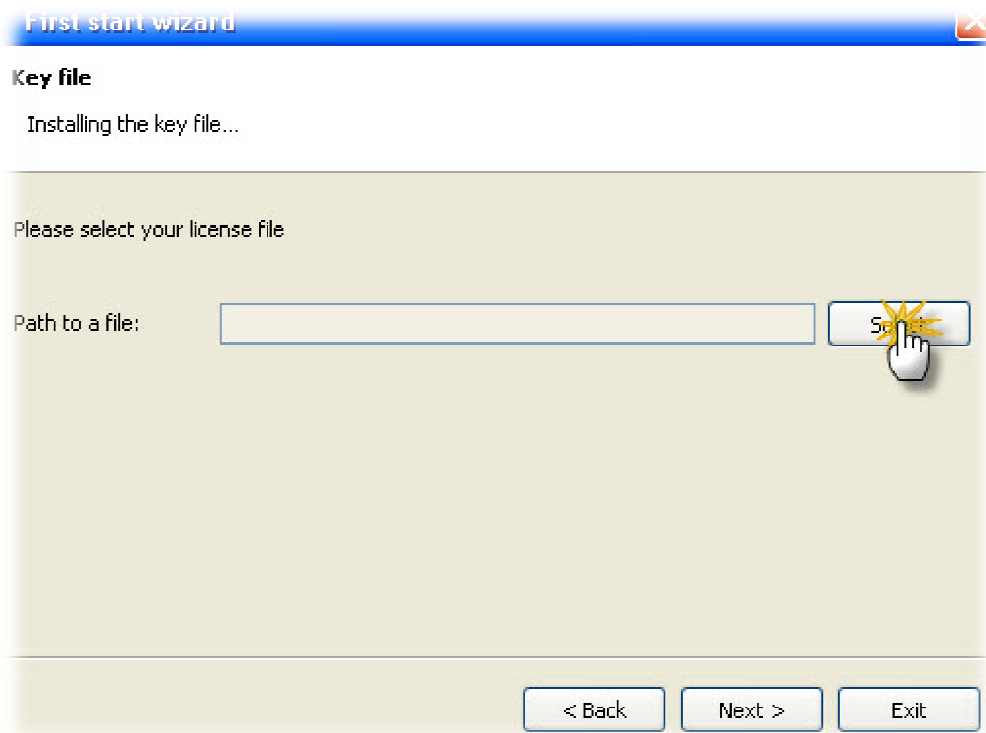 First start wizard
Key file
Installing the key file...
Please select your license file
Path to a file:
< Back
Next >
Exit